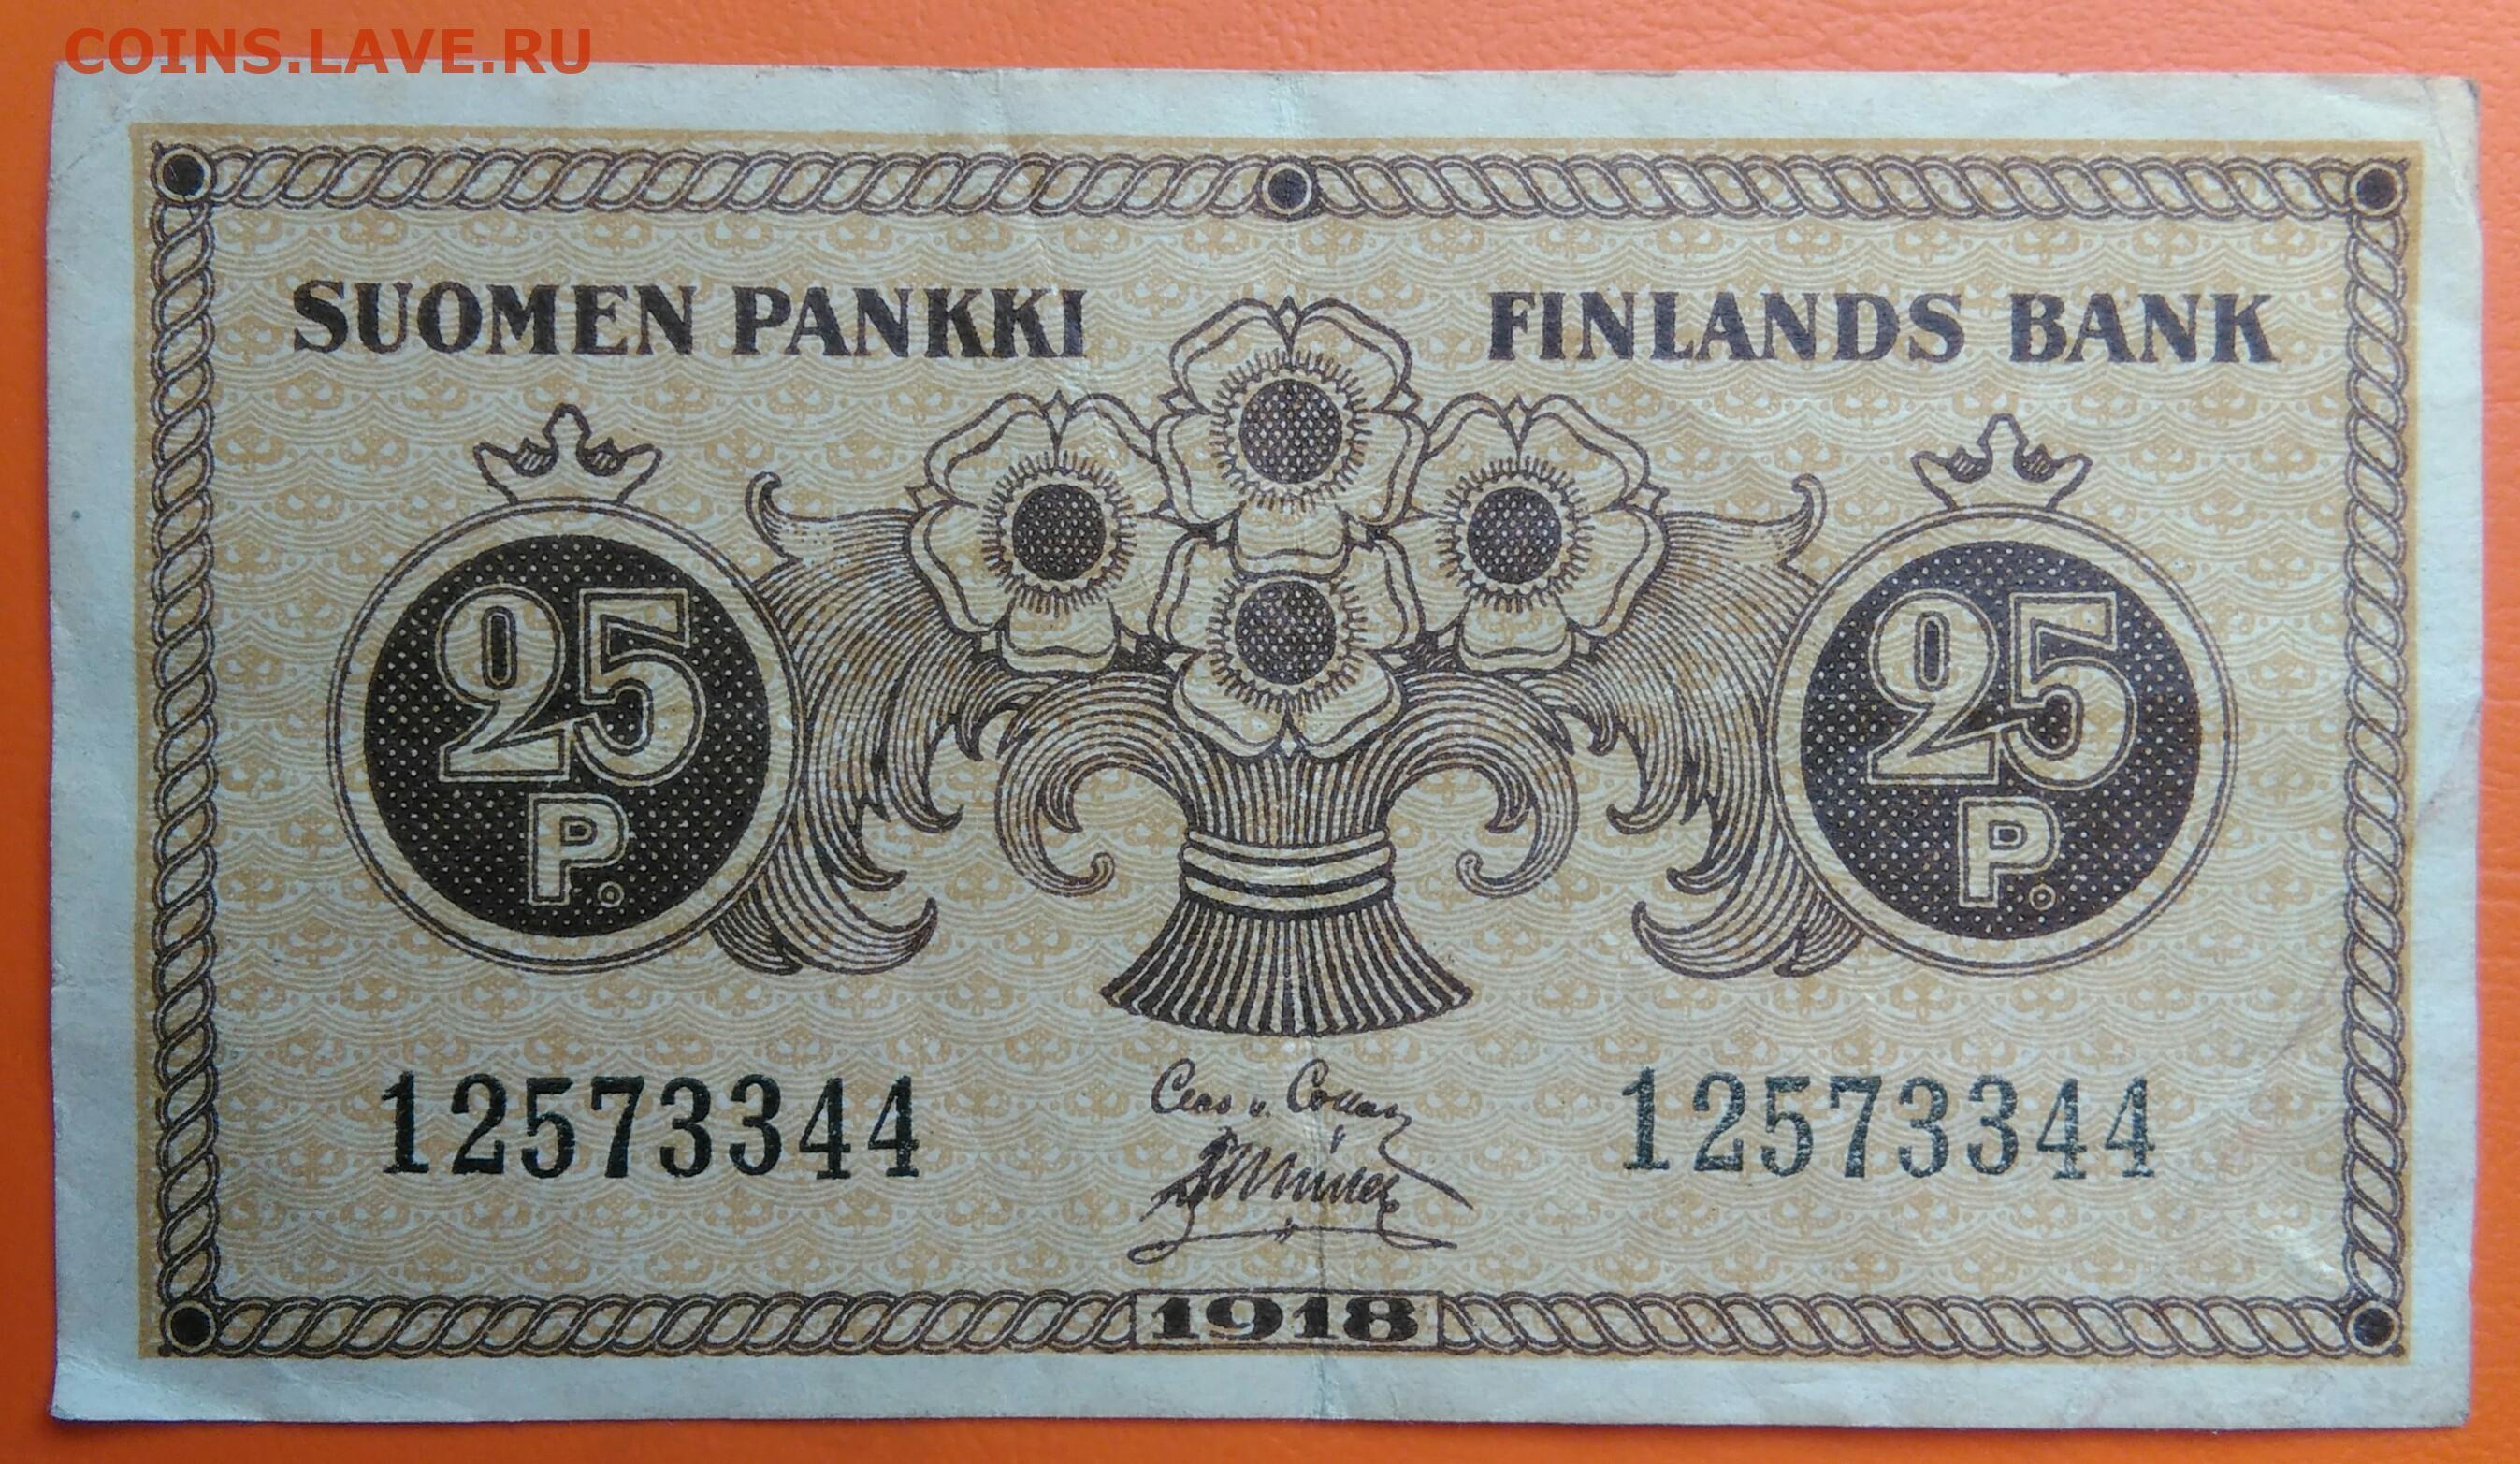 COINS.LAVE.RU
SUOMEN PANKKI FINLANDS BANK
25 25
P. P.
12573344 12573344
1918